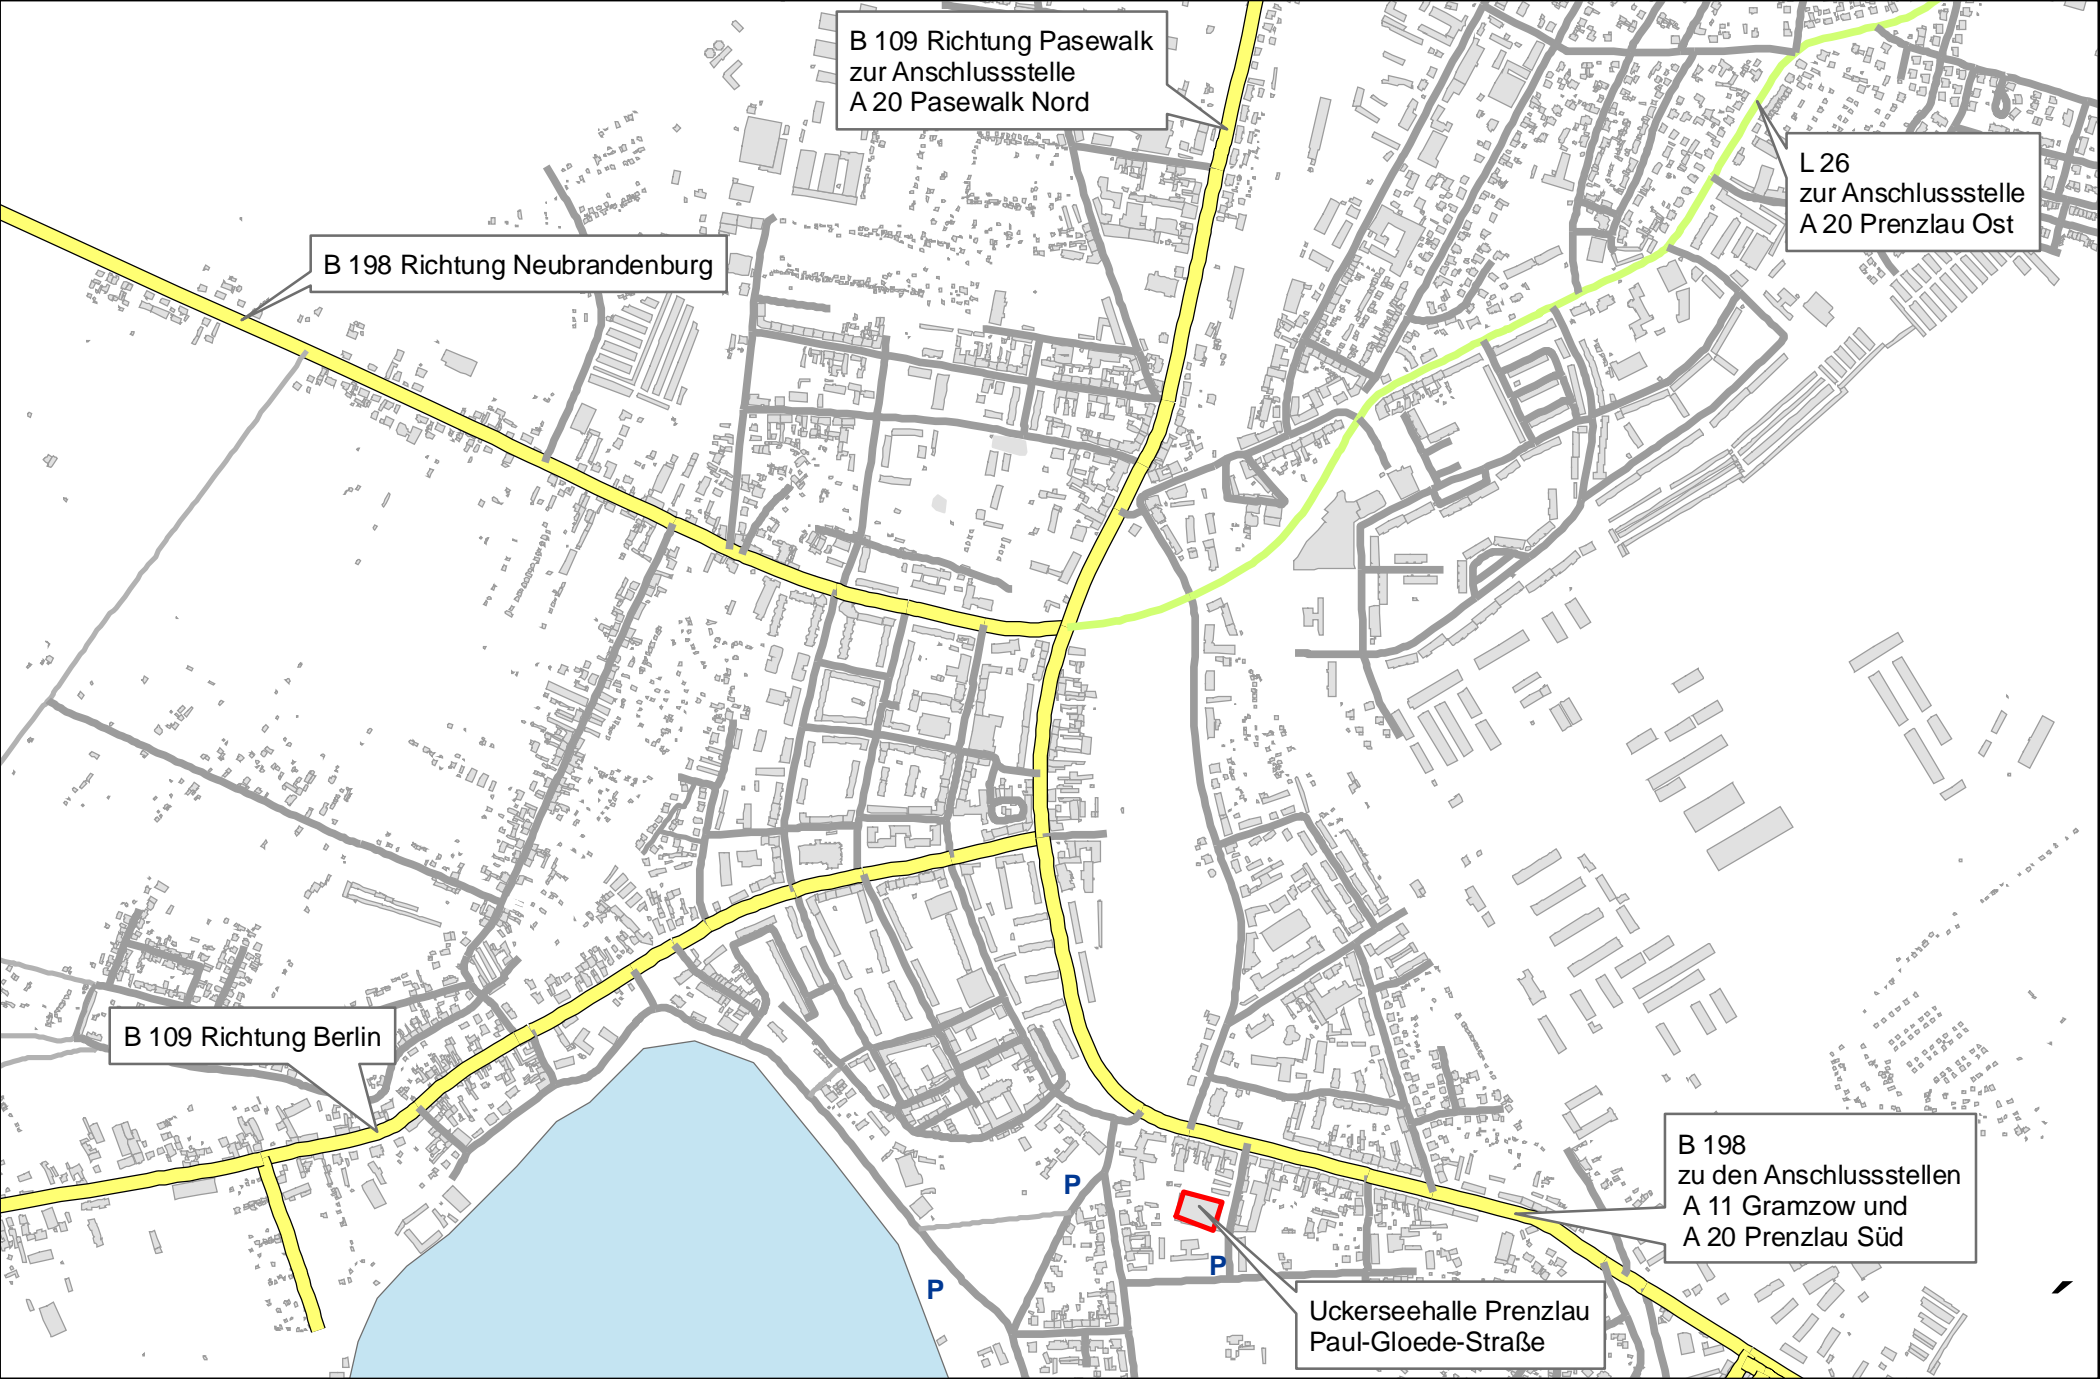 B 109 Richtung Pasewalk
zur Anschlussstelle
A 20 Pasewalk Nord
L 26
zur Anschlussstelle
A 20 Prenzlau Ost
B 198 Richtung Neubrandenburg
B 109 Richtung Berlin
B 198
zu den Anschlussstellen
A 11 Gramzow und
A 20 Prenzlau Süd
P
P
P
Uckerseehalle Prenzlau
Paul-Gloede-Straße